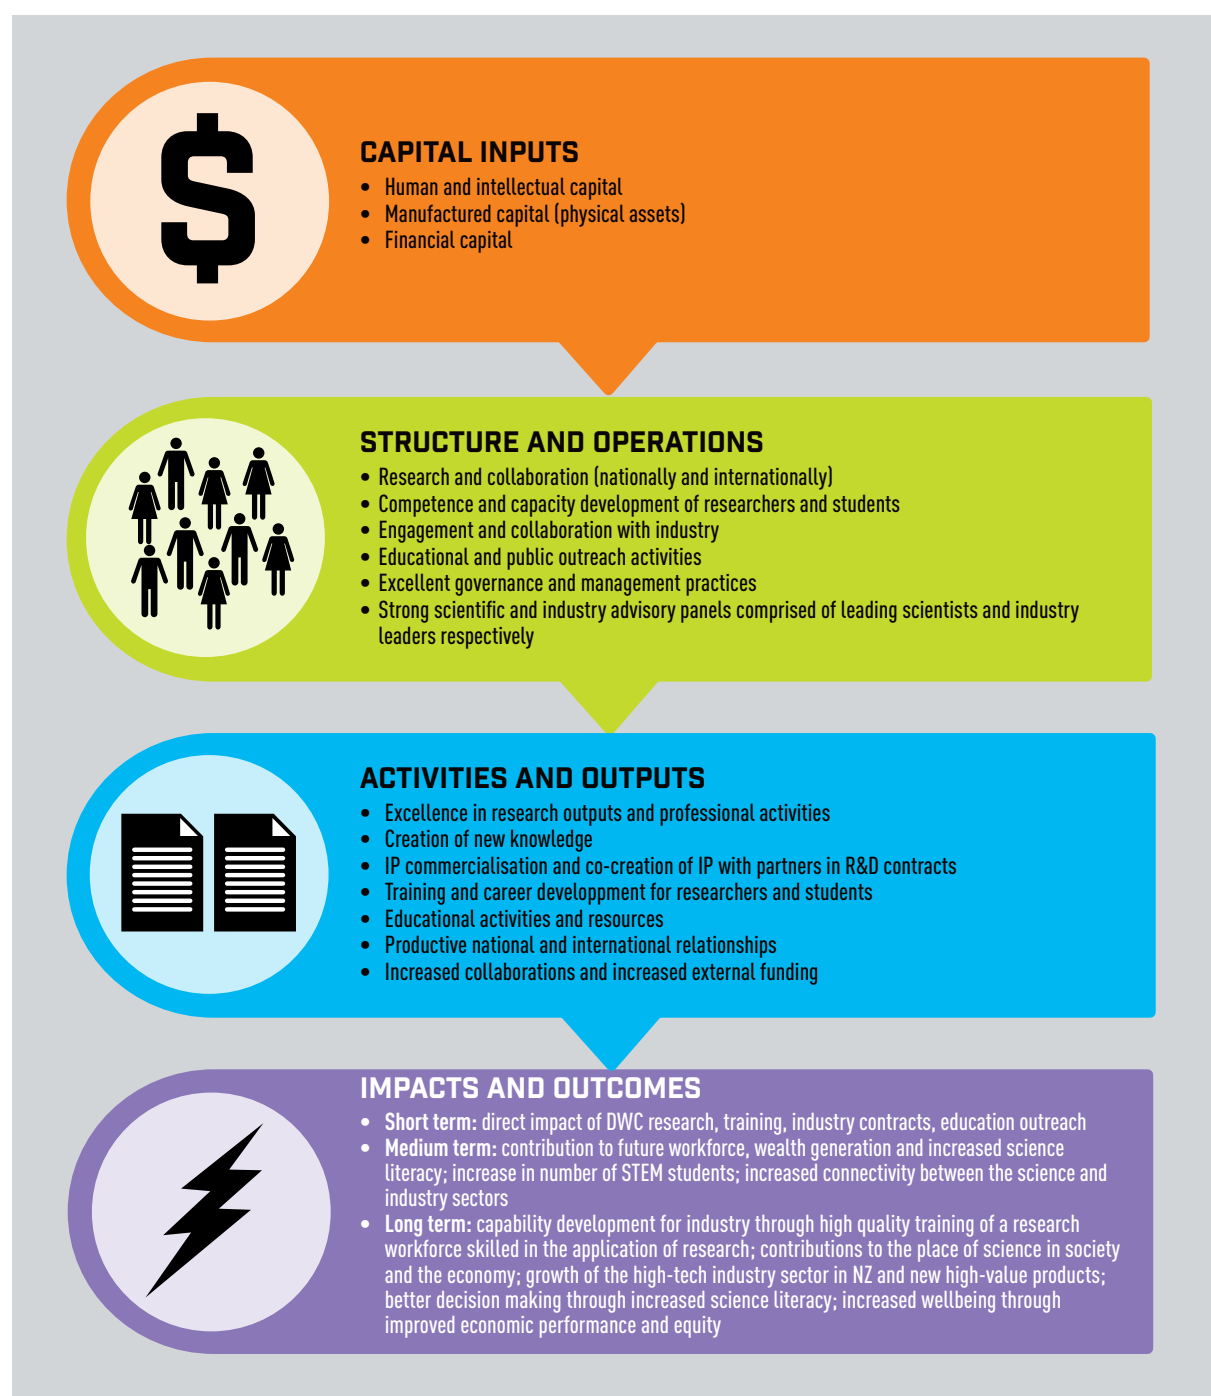 $
CAPITAL INPUTS
• Human and intellectual capital
• Manufactured capital (physical assets)
• Financial capital
STRUCTURE AND OPERATIONS
• Research and collaboration (nationally and internationally)
• Competence and capacity development of researchers and students
• Engagement and collaboration with industry
• Educational and public outreach activities
• Excellent governance and management practices
• Strong scientific and industry advisory panels comprised of leading scientists and industry
leaders respectively
ACTIVITIES AND OUTPUTS
• Excellence in research outputs and professional activities
• Creation of new knowledge
• IP commercialisation and co-creation of IP with partners in R&D contracts
• Training and career developpment for researchers and students
• Educational activities and resources
• Productive national and international relationships
• Increased collaborations and increased external funding
IMPACTS AND OUTCOMES
• Short term: direct impact of DWC research, training, industry contracts, education outreach
• Medium term: contribution to future workforce, wealth generation and increased science
literacy; increase in number of STEM students; increased connectivity between the science and
industry sectors
• Long term: capability development for industry through high quality training of a research
workforce skilled in the application of research; contributions to the place of science in society
and the economy; growth of the high-tech industry sector in NZ and new high-value products;
better decision making through increased science literacy; increased wellbeing through
improved economic performance and equity